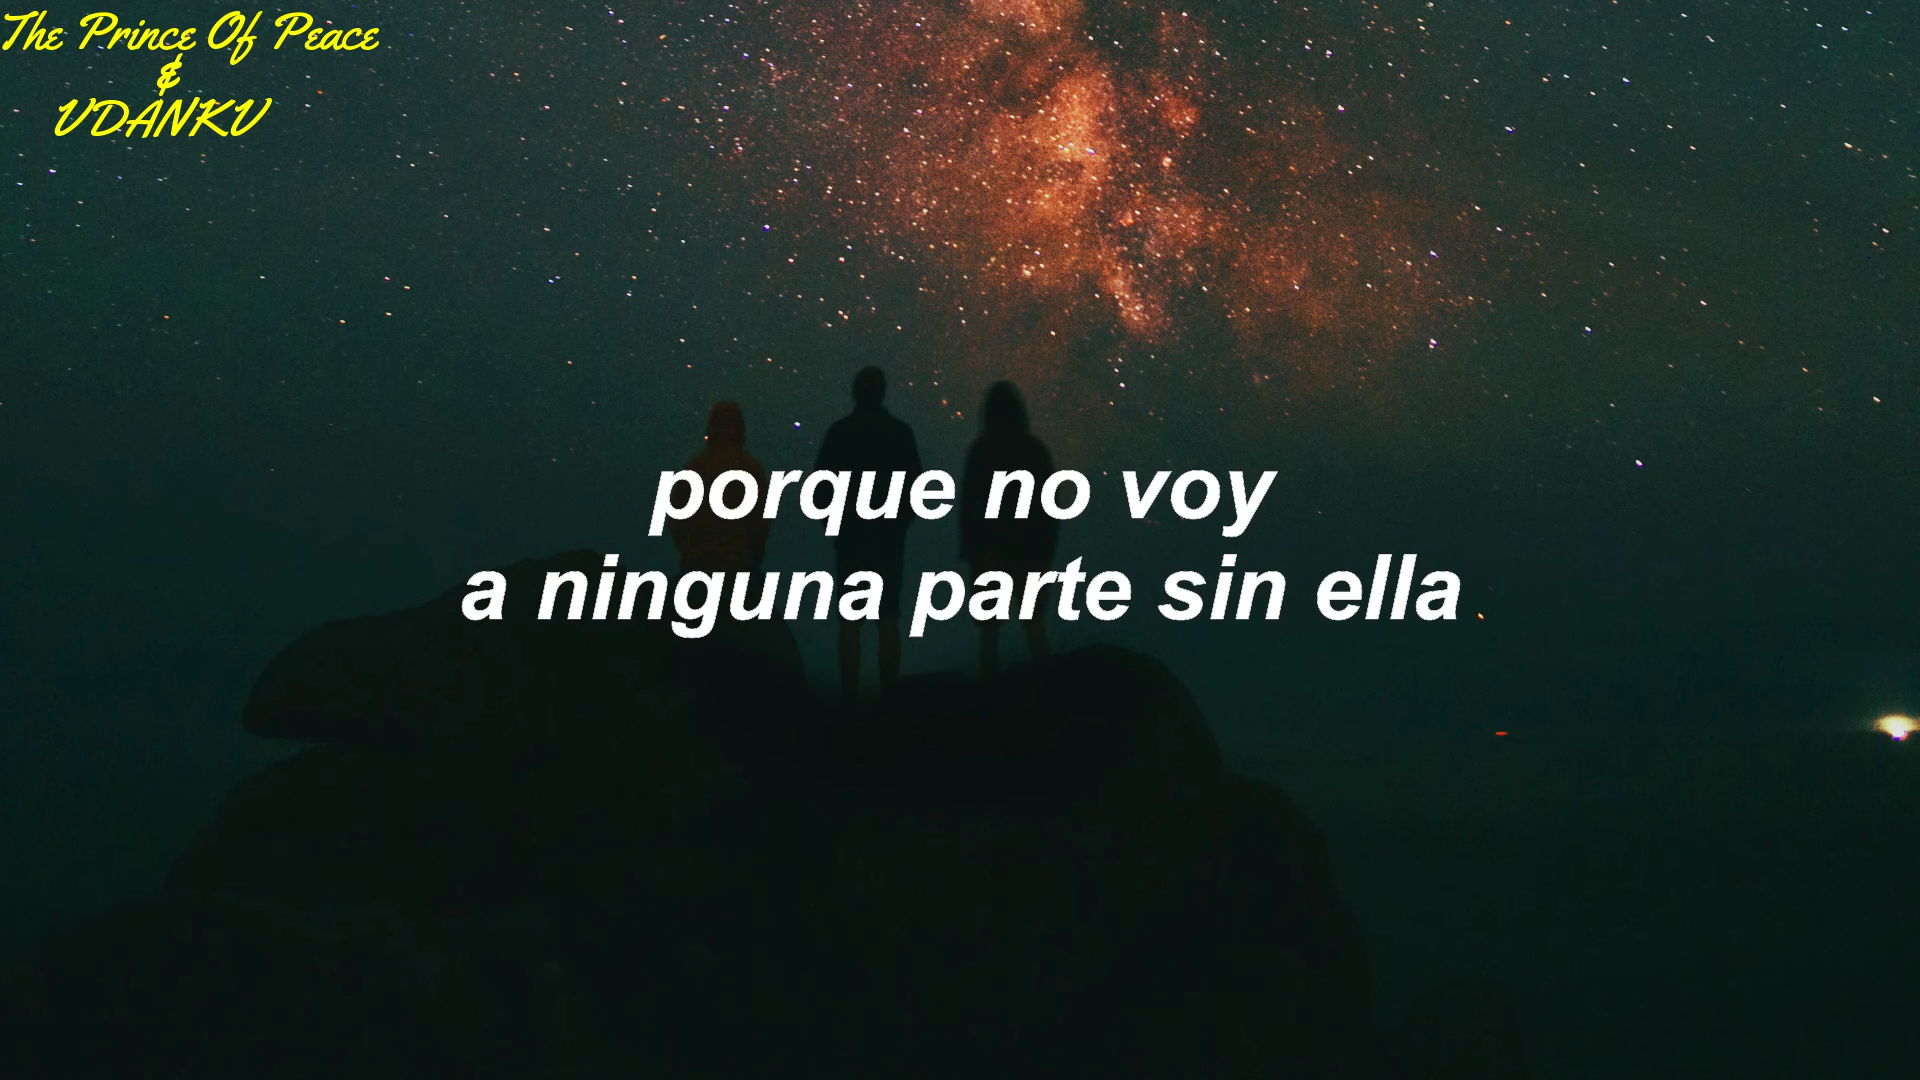 The Prince Of Peace
&
VDANKV
porque no voy
a ninguna parte sin ella